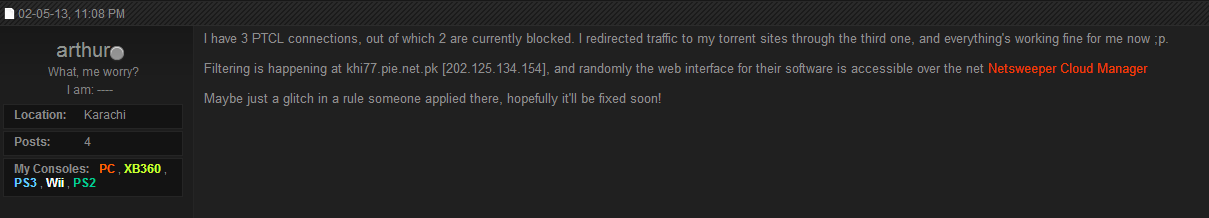 02-05-13, 11:08 PM
arthur
What, me worry?
I am: ----
Location: Karachi
Posts: 4
My Consoles: PC , XB360 ,
PS3 , Wii , PS2
I have 3 PTCL connections, out of which 2 are currently blocked. I redirected traffic to my torrent sites through the third one, and everything's working fine for me now ;p.
Filtering is happening at khi77.pie.net.pk [202.125.134.154], and randomly the web interface for their software is accessible over the net Netsweeper Cloud Manager
Maybe just a glitch in a rule someone applied there, hopefully it'll be fixed soon!